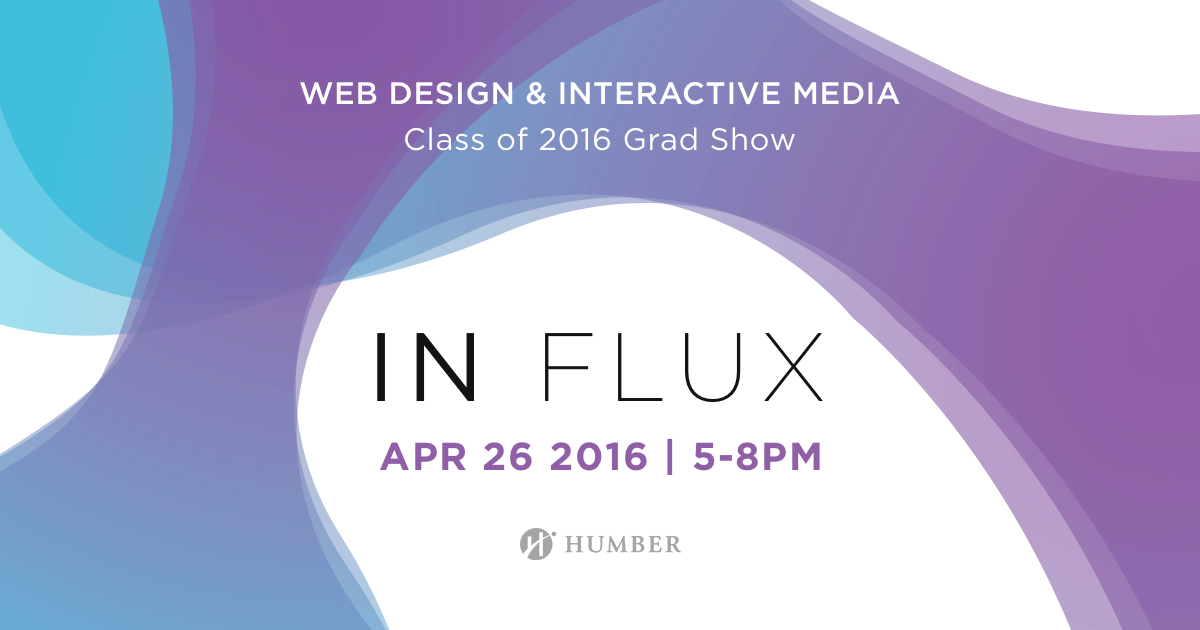 WEB DESIGN & INTERACTIVE MEDIA
Class of 2016 Grad Show
IN FLUX
APR 26 2016 | 5-8PM
HUMBER